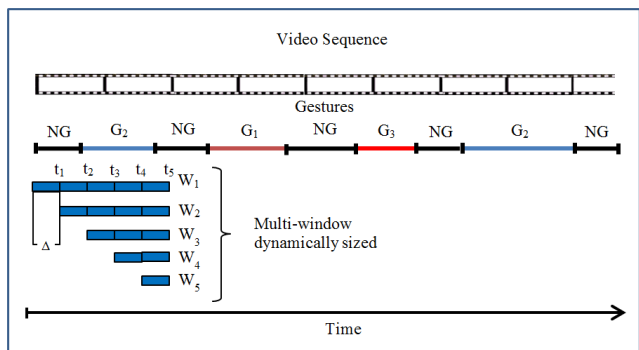 Video Sequence
Gestures
NG G₂ NG G₁ NG G₃ NG G₂ NG
t₁ t₂ t₃ t₄ t₅
W₁
W₂
W₃
W₄
W₅
Δ
Multi-window
dynamically sized
Time